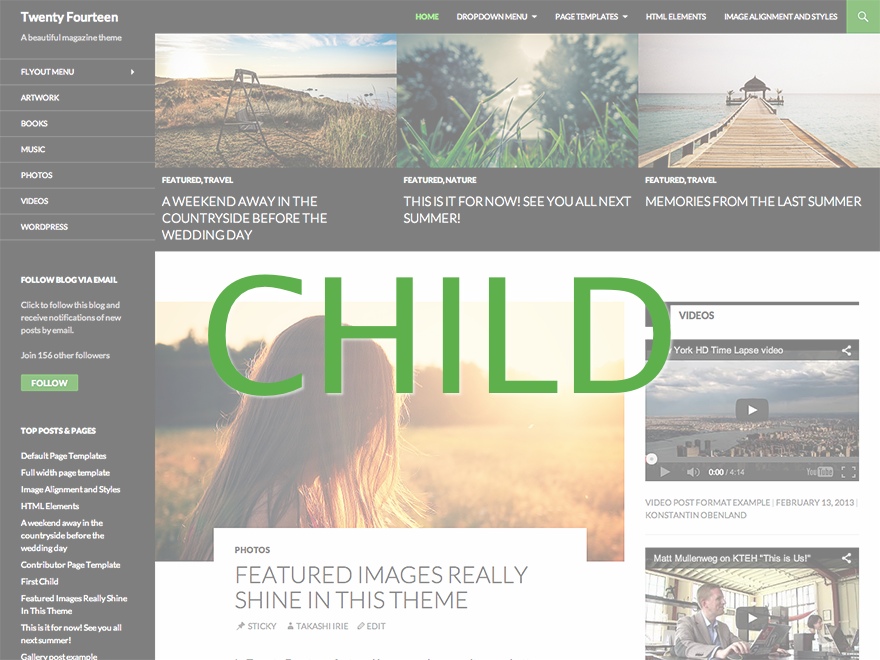 Twenty Fourteen
A beautiful magazine theme
HOME
DROPDOWN MENU
PAGE TEMPLATES
HTML ELEMENTS
IMAGE ALIGNMENT AND STYLES
FLYOUT MENU
ARTWORK
BOOKS
MUSIC
PHOTOS
VIDEOS
WORDPRESS
FOLLOW BLOG VIA EMAIL
Click to follow this blog and
receive notifications of new
posts by email.
Join 156 other followers
FOLLOW
TOP POSTS & PAGES
Default Page Templates
Full width page template
Image Alignment and Styles
HTML Elements
A weekend away in the
countryside before the
wedding day
Contributor Page Template
First Child
Featured Images Really Shine
In This Theme
This is it for now! See you all
next summer!
Gallery post example
FEATURED, TRAVEL
A WEEKEND AWAY IN THE
COUNTRYSIDE BEFORE THE
WEDDING DAY
FEATURED, NATURE
THIS IS IT FOR NOW! SEE YOU ALL NEXT
SUMMER!
FEATURED, TRAVEL
MEMORIES FROM THE LAST SUMMER
CHILD
PHOTOS
FEATURED IMAGES REALLY
SHINE IN THIS THEME
STICKY TAKASHI IRIE EDIT
VIDEOS
York HD Time Lapse video
0:00 / 4:14
YouTube
VIDEO POST FORMAT EXAMPLE | FEBRUARY 13, 2013 |
KONSTANTIN OBENLAND
Matt Mullenweg on KTEH "This is Us!"